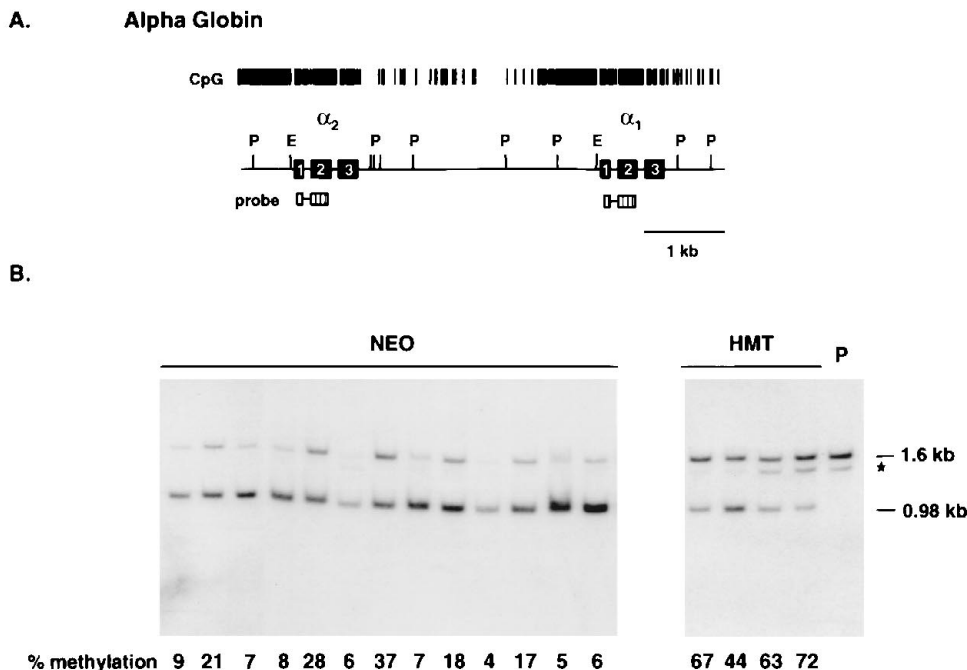 A. Alpha Globin
CpG
α2 α1
P E P P P P E P P
1 2 3 1 2 3
probe
1 kb
B.
NEO HMT P
1.6 kb
★
0.98 kb
% methylation 9 21 7 8 28 6 37 7 18 4 17 5 6 67 44 63 72